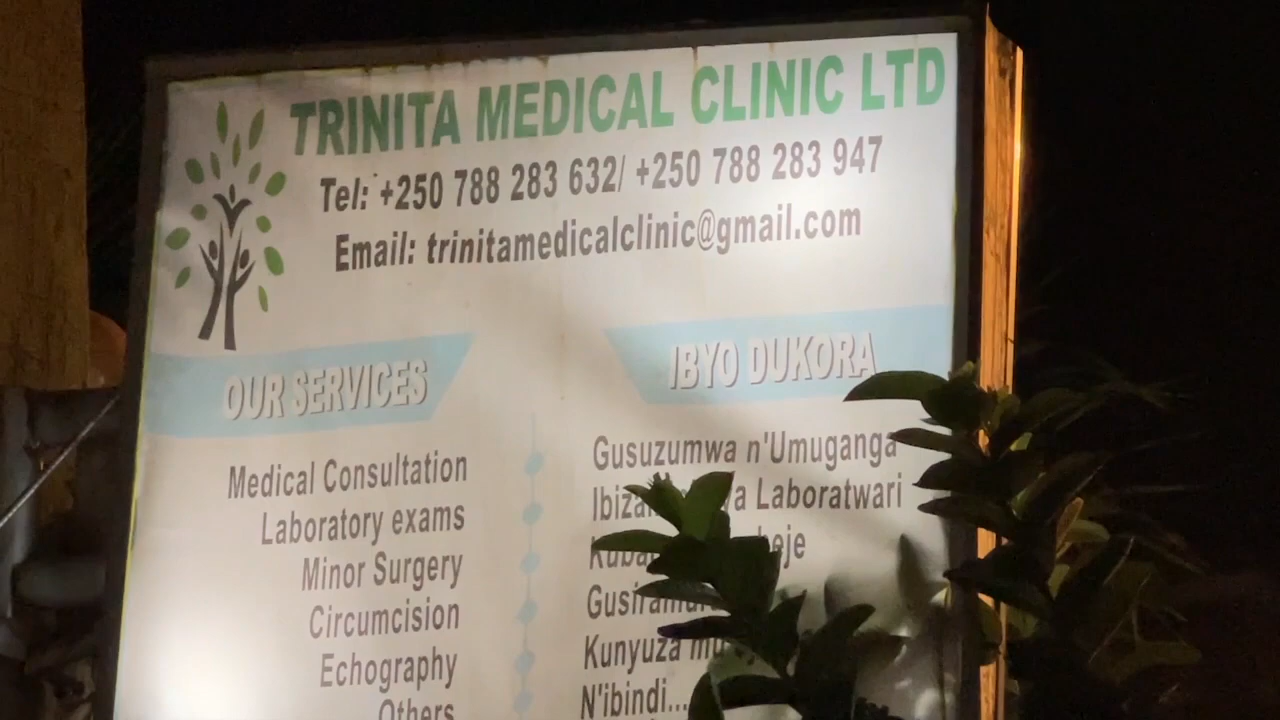 TRINITA MEDICAL CLINIC LTD
Tel: +250 788 283 632/ +250 788 283 947
Email: trinitamedicalclinic@gmail.com
OUR SERVICES
Medical Consultation
Laboratory exams
Minor Surgery
Circumcision
Echography
Others
IBYO DUKORA
Gusuzumwa n'Umuganga
Laboratwari
Kunyuza
N'ibindi...